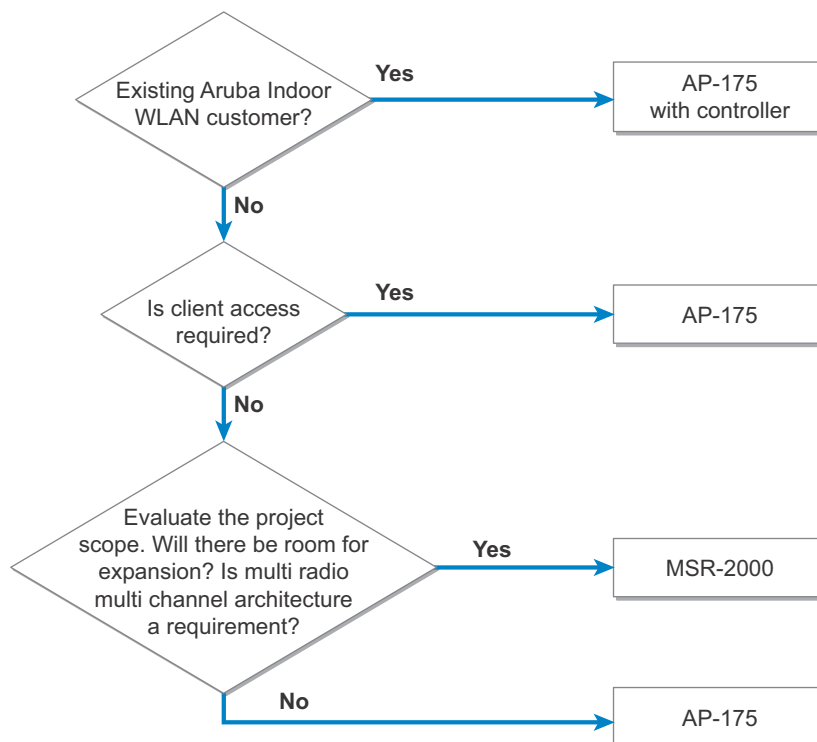 Existing Aruba Indoor
WLAN customer?
Yes
AP-175
with controller
No
Is client access
required?
Yes
AP-175
No
Evaluate the project
scope. Will there be room for
expansion? Is multi radio
multi channel architecture
a requirement?
Yes
MSR-2000
No
AP-175